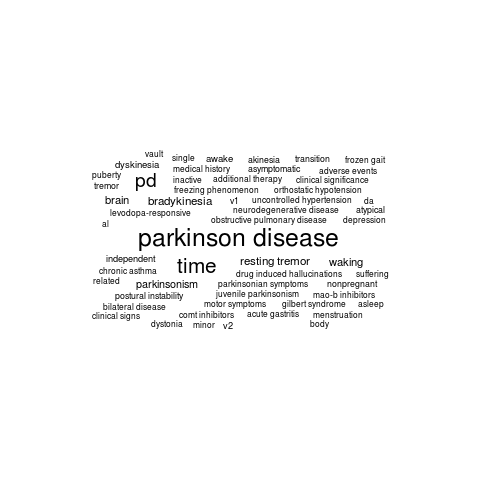 vault
single awake akinesia transition frozen gait
dyskinesia medical history asymptomatic adverse events
puberty pd inactive additional therapy clinical significance
tremor freezing phenomenon orthostatic hypotension
brain bradykinesia v1 uncontrolled hypertension da
levodopa-responsive neurodegenerative disease atypical
al obstructive pulmonary disease depression
parkinson disease
independent time resting tremor waking
chronic asthma drug induced hallucinations suffering
related parkinsonism parkinsonian symptoms nonpregnant
postural instability juvenile parkinsonism mao-b inhibitors
bilateral disease motor symptoms gilbert syndrome asleep
clinical signs comt inhibitors acute gastritis menstruation
dystonia minor v2 body